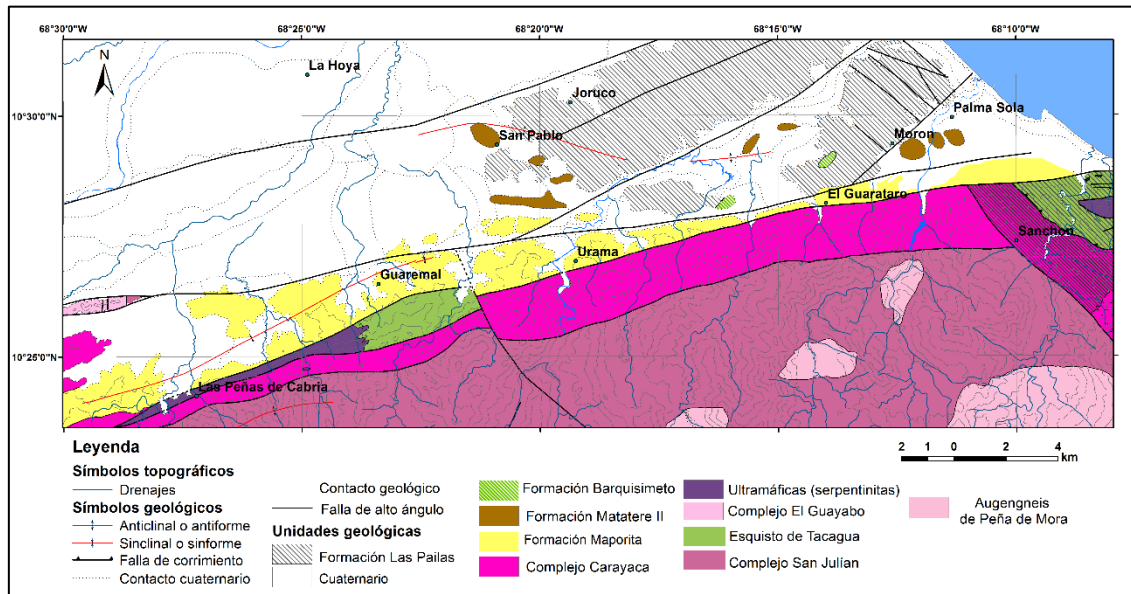 68°30'0"W 68°25'0"W 68°20'0"W 68°15'0"W 68°10'0"W
N
La Hoya
Joruco
Palma Sola
10°30'0"N
San Pablo
Moron
El Guarataro
Sanchon
Urama
Guaremal
10°25'0"N
Las Peñas de Cabria
Leyenda
Símbolos topográficos
Drenajes
Símbolos geológicos
Anticlinal o antiforme
Sinclinal o sinforme
Falla de corrimiento
Contacto cuaternario
Contacto geológico
Falla de alto ángulo
Unidades geológicas
Formación Las Pailas
Cuaternario
Formación Barquisimeto
Formación Matatere II
Formación Maporita
Complejo Carayaca
Ultramáficas (serpentinitas)
Complejo El Guayabo
Esquisto de Tacagua
Complejo San Julían
Augengneis
de Peña de Mora
2 1 0 2 4
km